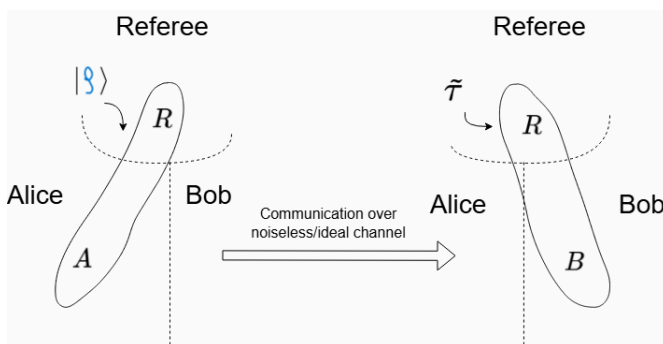 Referee
Referee
τ̃
R
R
Alice
Bob
Alice
Bob
Communication over
noiseless/ideal channel
A
B